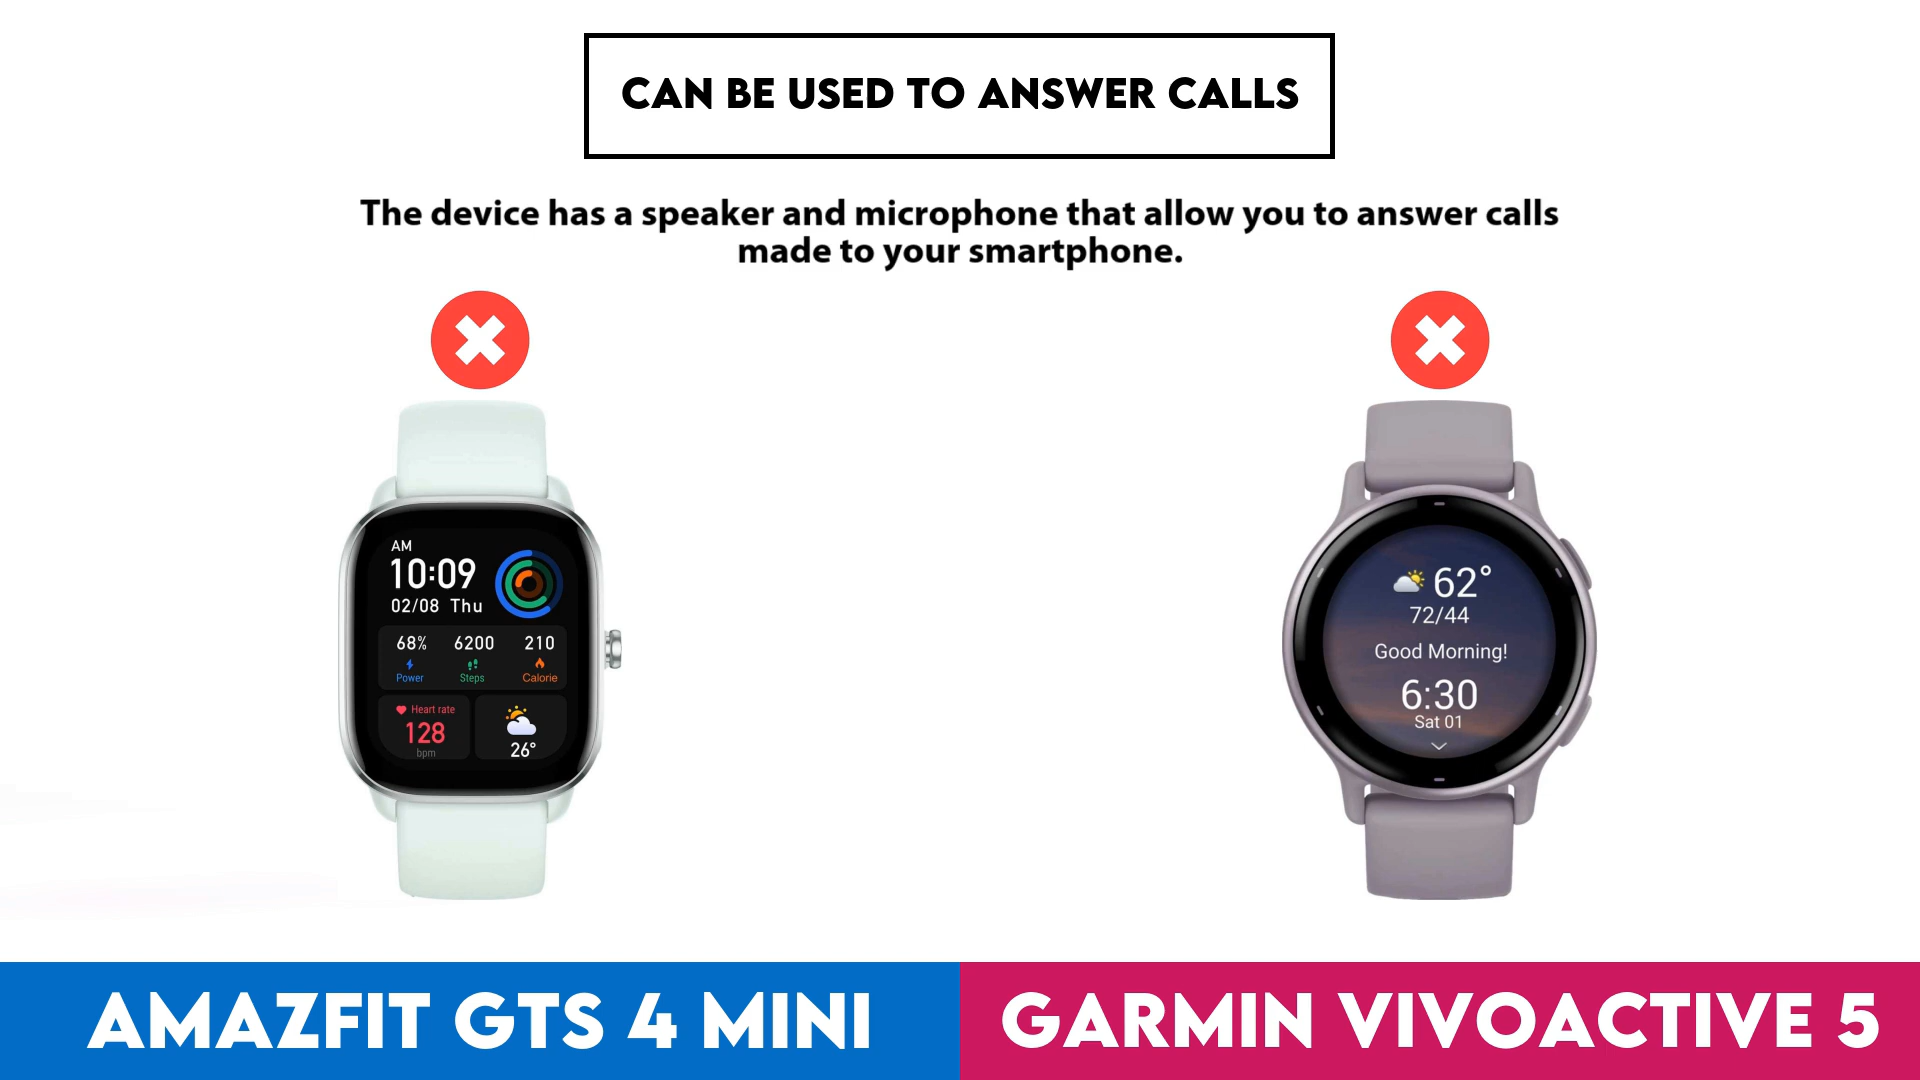 CAN BE USED TO ANSWER CALLS
The device has a speaker and microphone that allow you to answer calls
made to your smartphone.
AM
10:09
02/08 Thu
68% 6200 210
Power Steps Calorie
Heart rate
128
bpm
26°
62°
72/44
Good Morning!
6:30
Sat 01
AMAZFIT GTS 4 MINI
GARMIN VIVOACTIVE 5